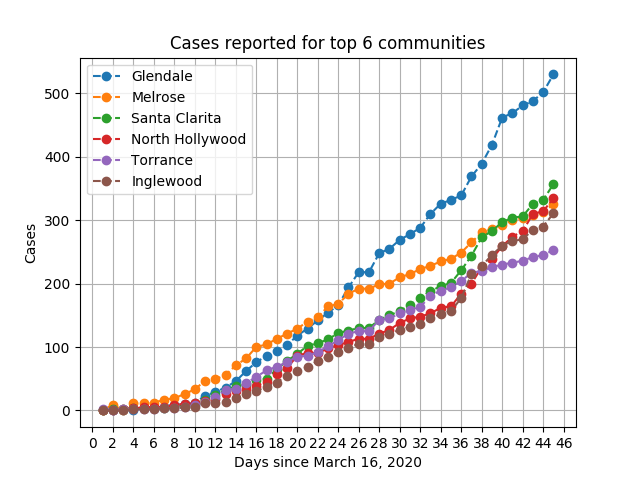 Cases reported for top 6 communities
Glendale
Melrose
Santa Clarita
North Hollywood
Torrance
Inglewood
Cases
500
400
300
200
100
0
0 2 4 6 8 10 12 14 16 18 20 22 24 26 28 30 32 34 36 38 40 42 44 46
Days since March 16, 2020